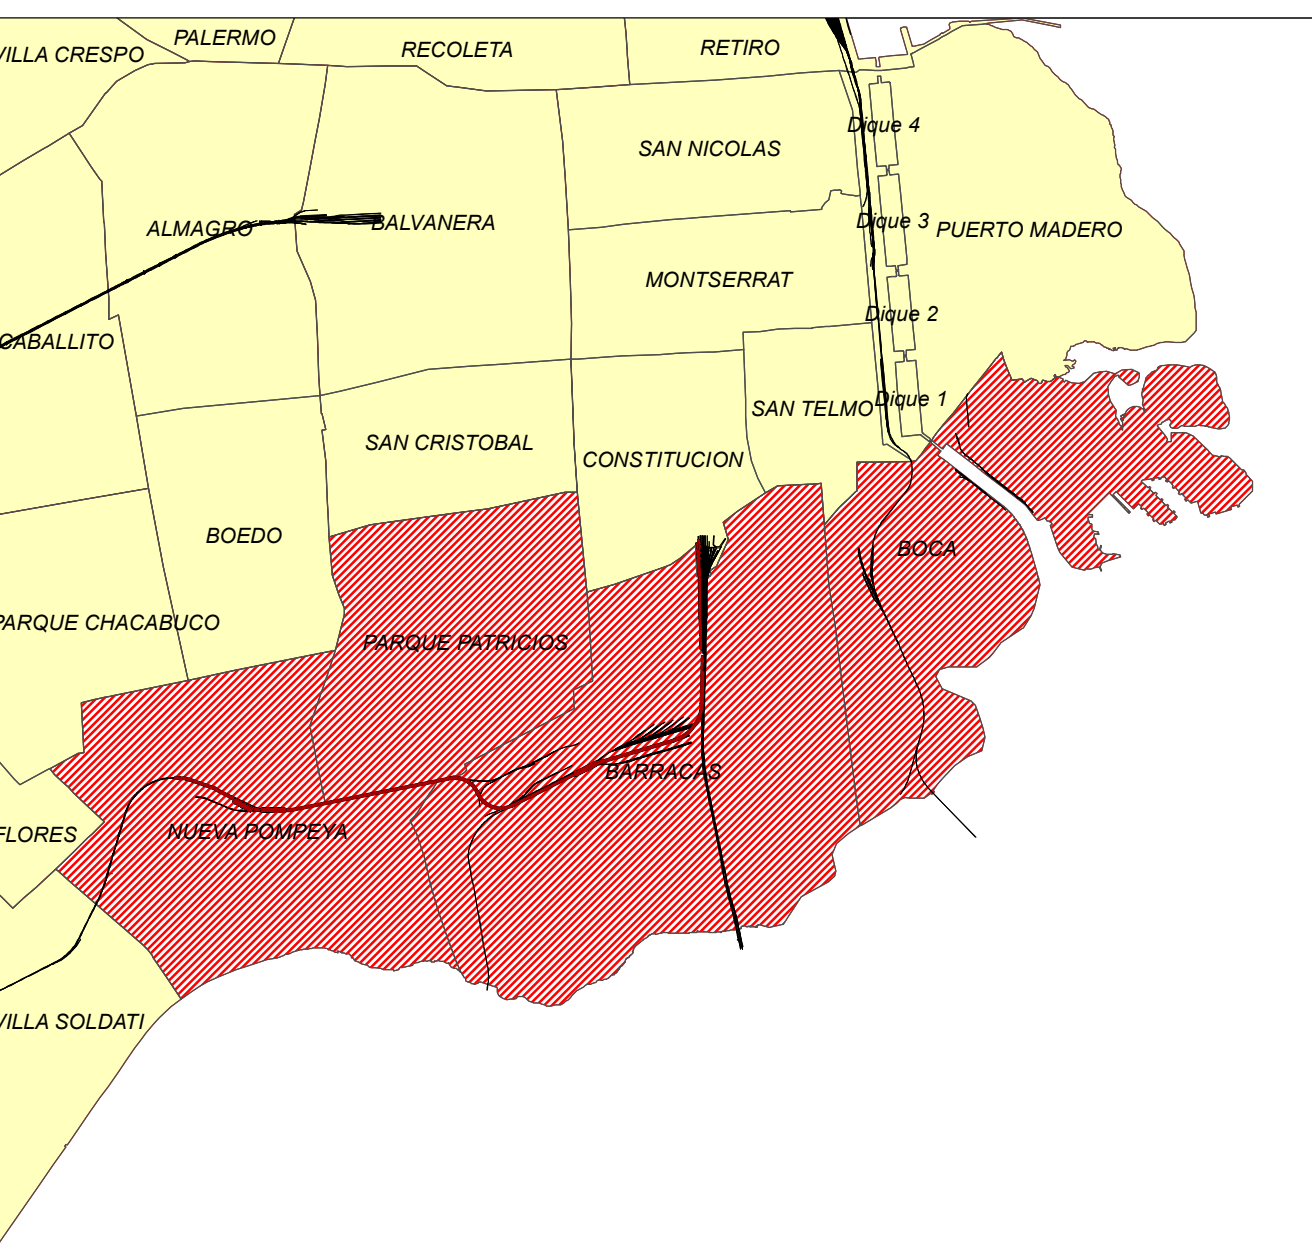 PALERMO
VILLA CRESPO
RECOLETA
RETIRO
Dique 4
SAN NICOLAS
ALMAGRO
BALVANERA
Dique 3
PUERTO MADERO
MONTSERRAT
Dique 2
CABALLITO
Dique 1
SAN TELMO
SAN CRISTOBAL
CONSTITUCION
BOEDO
BOCA
PARQUE CHACABUCO
PARQUE PATRICIOS
BARRACAS
NUEVA POMPEYA
FLORES
VILLA SOLDATI